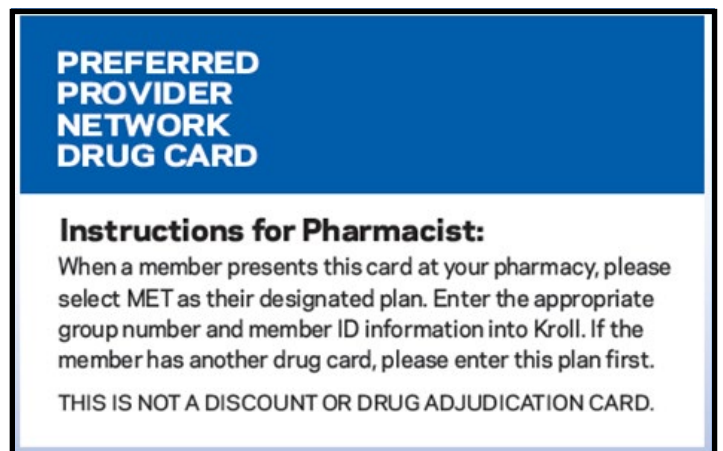 PREFERRED
PROVIDER
NETWORK
DRUG CARD
Instructions for Pharmacist:
When a member presents this card at your pharmacy, please
select MET as their designated plan. Enter the appropriate
group number and member ID information into Kroll. If the
member has another drug card, please enter this plan first.
THIS IS NOT A DISCOUNT OR DRUG ADJUDICATION CARD.